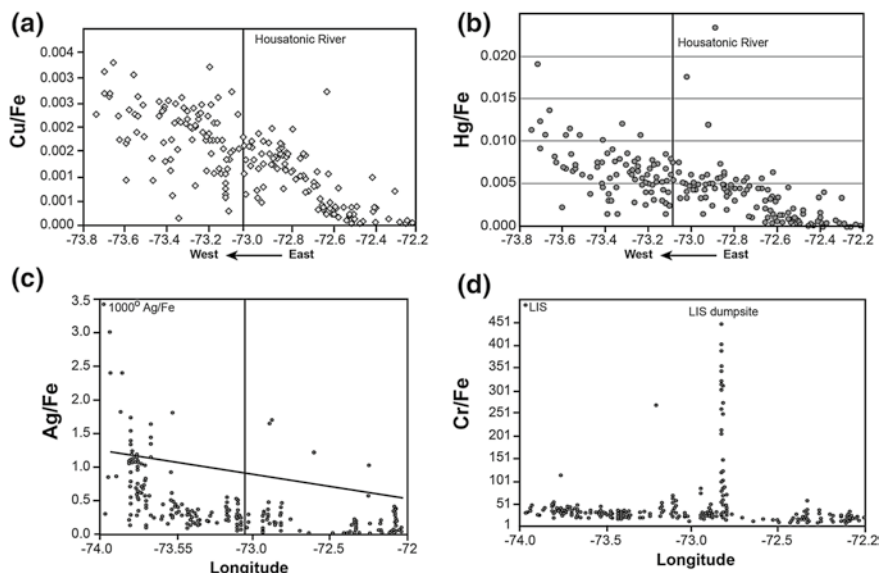 (a)
Housatonic River
Cu/Fe
0.004
0.003
0.003
0.002
0.002
0.001
0.001
0.000
-73.8 -73.6 -73.4 -73.2 -73.0 -72.8 -72.6 -72.4 -72.2
West East
(b)
Housatonic River
Hg/Fe
0.020
0.015
0.010
0.005
0.000
-73.8 -73.6 -73.4 -73.2 -73.0 -72.8 -72.6 -72.4 -72.2
West East
(c)
1000° Ag/Fe
Ag/Fe
3.5
3.0
2.5
2.0
1.5
1.0
0.5
0.0
-74.0 -73.55 -73.0 -72.5 -72
Longitude
(d)
LIS
LIS dumpsite
Cr/Fe
451
401
351
301
251
201
151
101
51
1
-74.0 -73.5 -73.0 -72.5 -72.25
Longitude